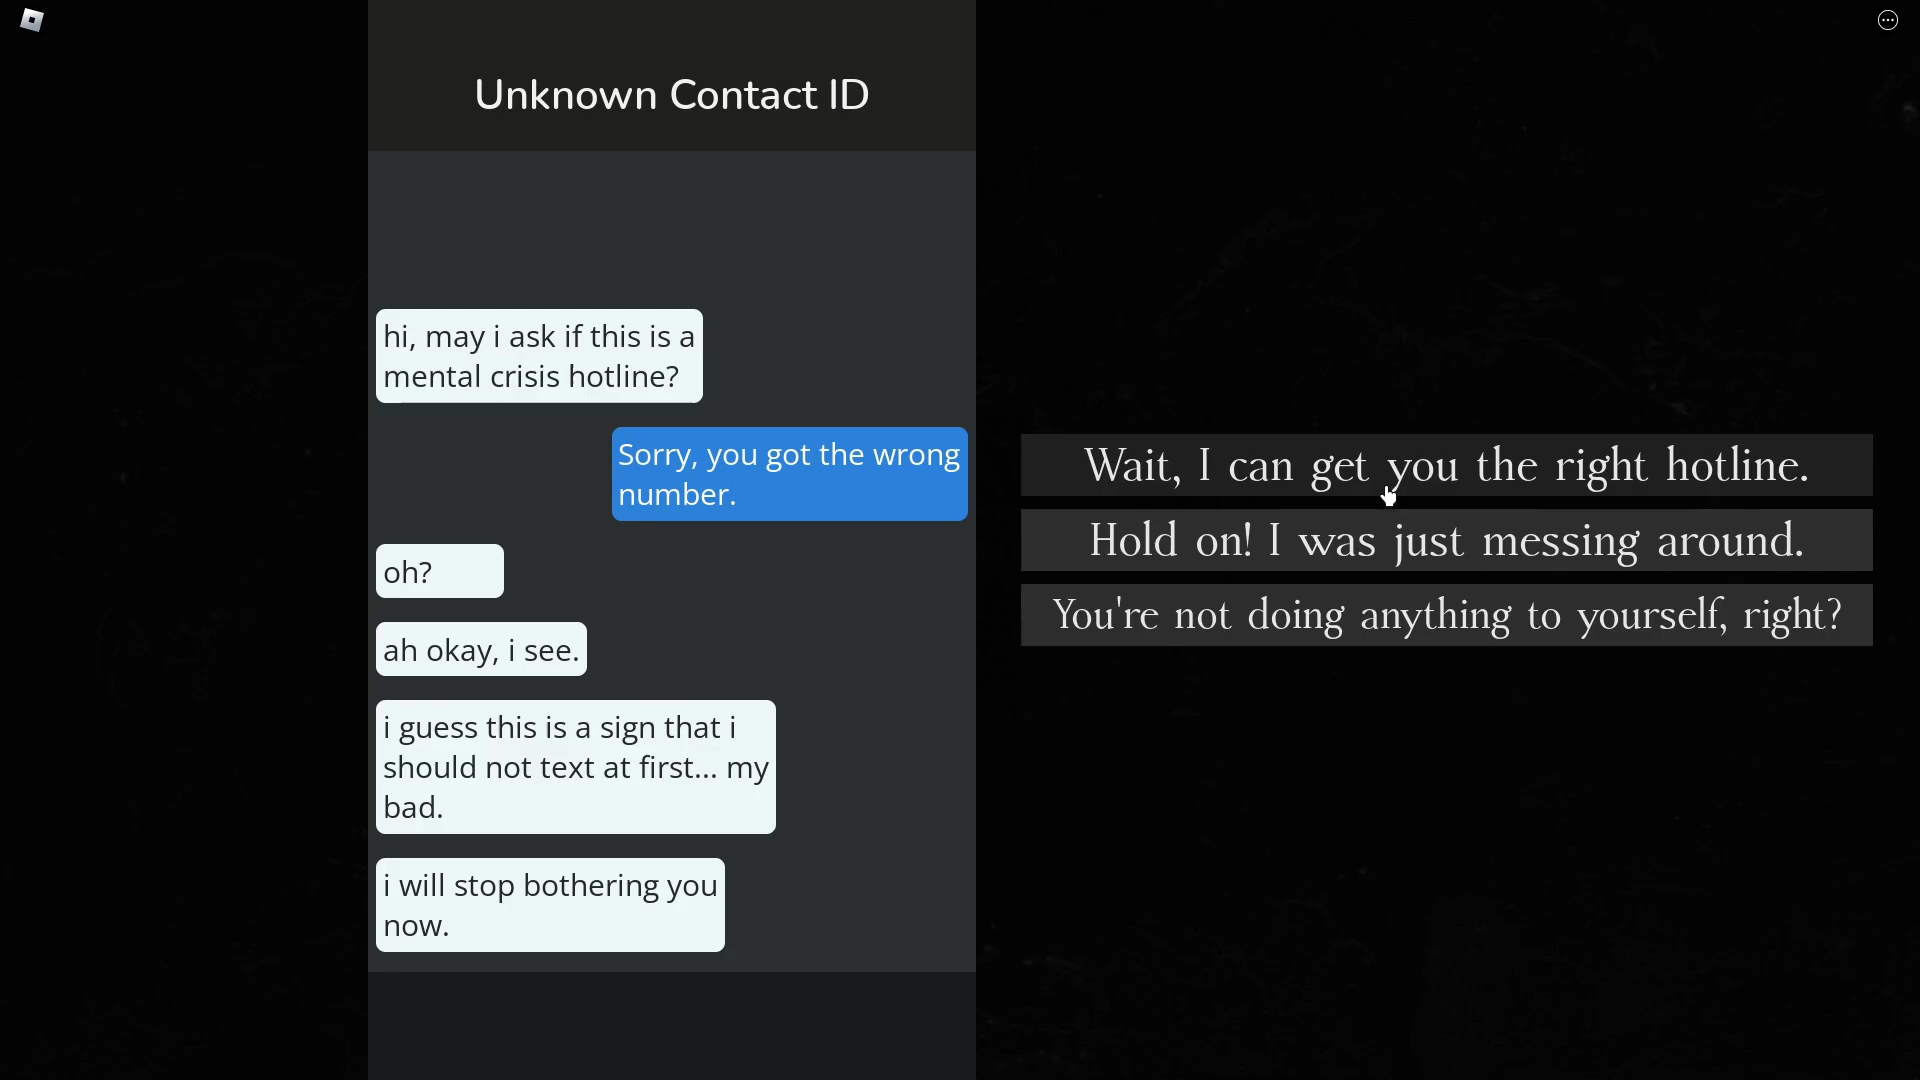 Unknown Contact ID
hi, may i ask if this is a
mental crisis hotline?
Sorry, you got the wrong
number.
oh?
ah okay, i see.
i guess this is a sign that i
should not text at first... my
bad.
i will stop bothering you
now.
Wait, I can get you the right hotline.
Hold on! I was just messing around.
You're not doing anything to yourself, right?